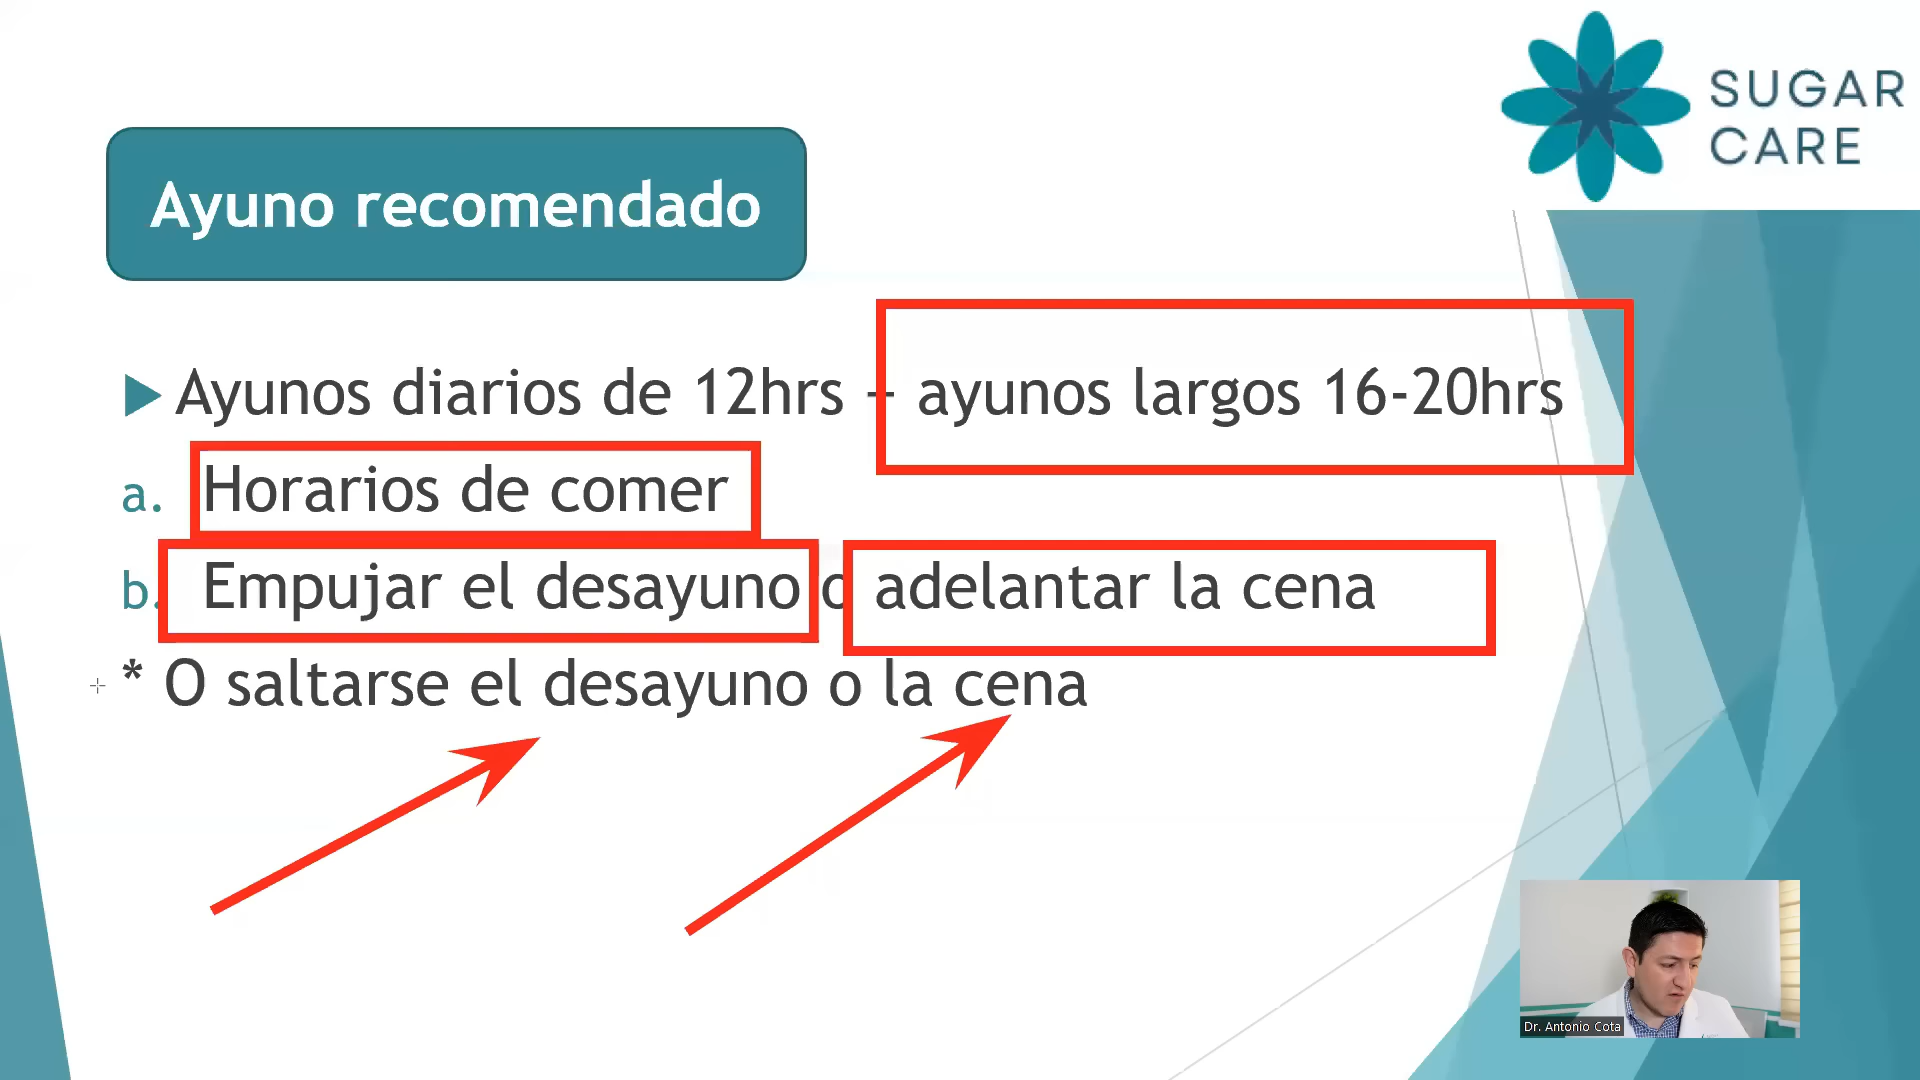 SUGAR
CARE
Ayuno recomendado
Ayunos diarios de 12hrs - ayunos largos 16-20hrs
a. Horarios de comer
b. Empujar el desayuno o adelantar la cena
* O saltarse el desayuno o la cena
Dr. Antonio Cota